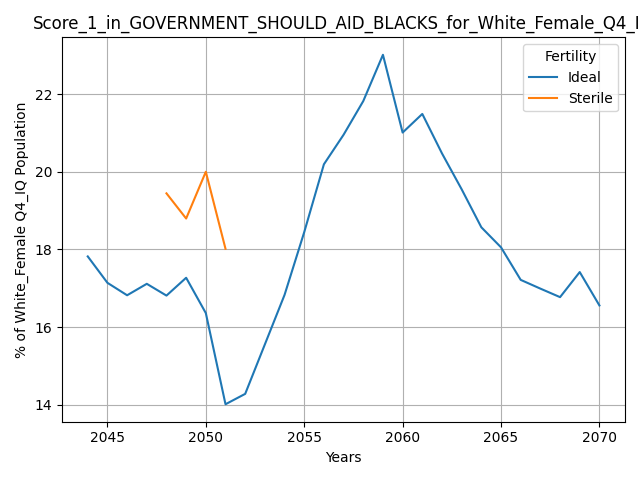 Score_1_in_GOVERNMENT_SHOULD_AID_BLACKS_for_White_Female_Q4_I
Fertility
Ideal
Sterile
% of White_Female Q4_IQ Population
22
20
18
16
14
2045
2050
2055
2060
2065
2070
Years